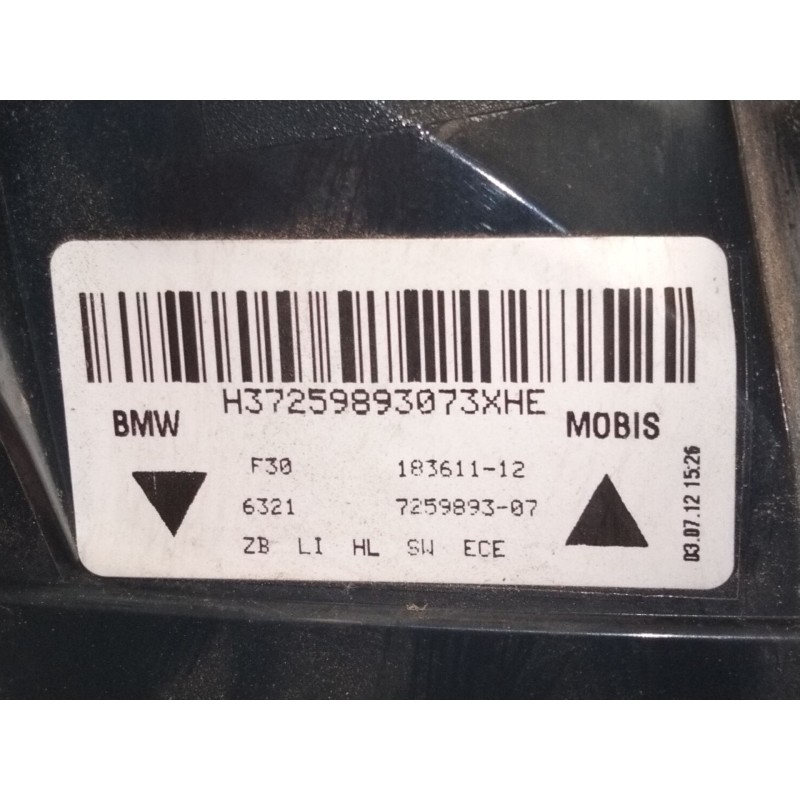 H37259893073XHE
BMW MOBIS
F30 183611-12
6321 7259893-07
ZB LI HL SW ECE
03.07.12 15:26